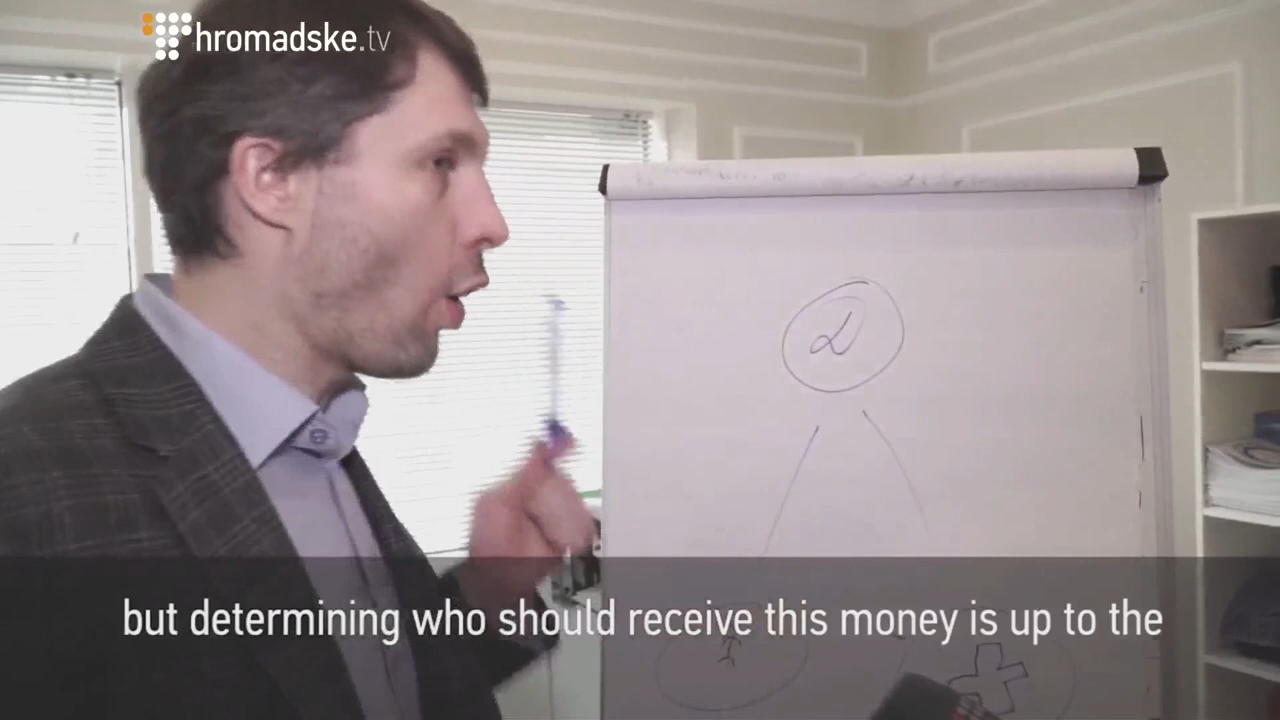 hromadske.tv
but determining who should receive this money is up to the